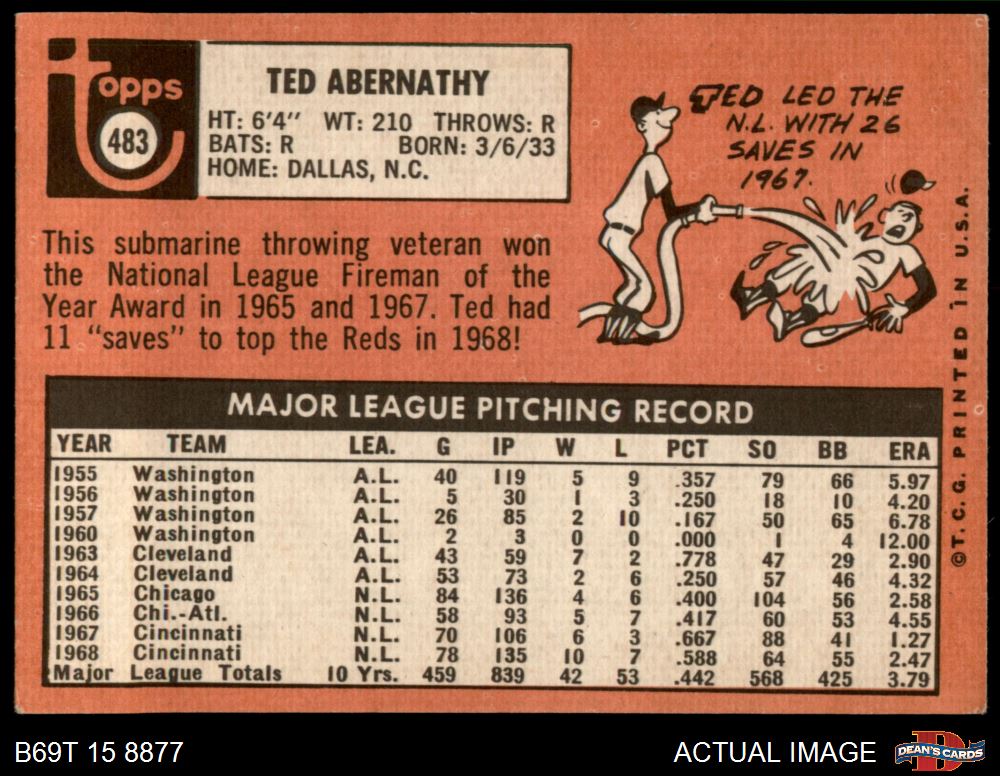 topps
483
TED ABERNATHY
HT: 6'4" WT: 210 THROWS: R
BATS: R BORN: 3/6/33
HOME: DALLAS, N.C.
TED LED THE
N.L. WITH 26
SAVES IN
1967.
This submarine throwing veteran won
the National League Fireman of the
Year Award in 1965 and 1967. Ted had
11 "saves" to top the Reds in 1968!
MAJOR LEAGUE PITCHING RECORD
YEAR TEAM LEA. G IP W L PCT SO BB ERA
1955 Washington A.L. 40 119 5 9 .357 79 66 5.97
1956 Washington A.L. 5 30 1 3 .250 18 10 4.20
1957 Washington A.L. 26 85 2 10 .167 50 65 6.78
1960 Washington A.L. 2 3 0 0 .000 1 4 12.00
1963 Cleveland A.L. 43 59 7 2 .778 47 29 2.90
1964 Cleveland A.L. 53 73 2 6 .250 57 46 4.32
1965 Chicago N.L. 84 136 4 6 .400 104 56 2.58
1966 Chi.-Atl. N.L. 58 93 5 7 .417 60 53 4.55
1967 Cincinnati N.L. 70 106 6 3 .667 88 41 1.27
1968 Cincinnati N.L. 78 135 10 7 .588 64 55 2.47
Major League Totals 10 Yrs. 459 839 42 53 .442 568 425 3.79
©T.C.G. PRINTED IN U.S.A.
B69T 15 8877
ACTUAL IMAGE
D
DEAN'S CARDS